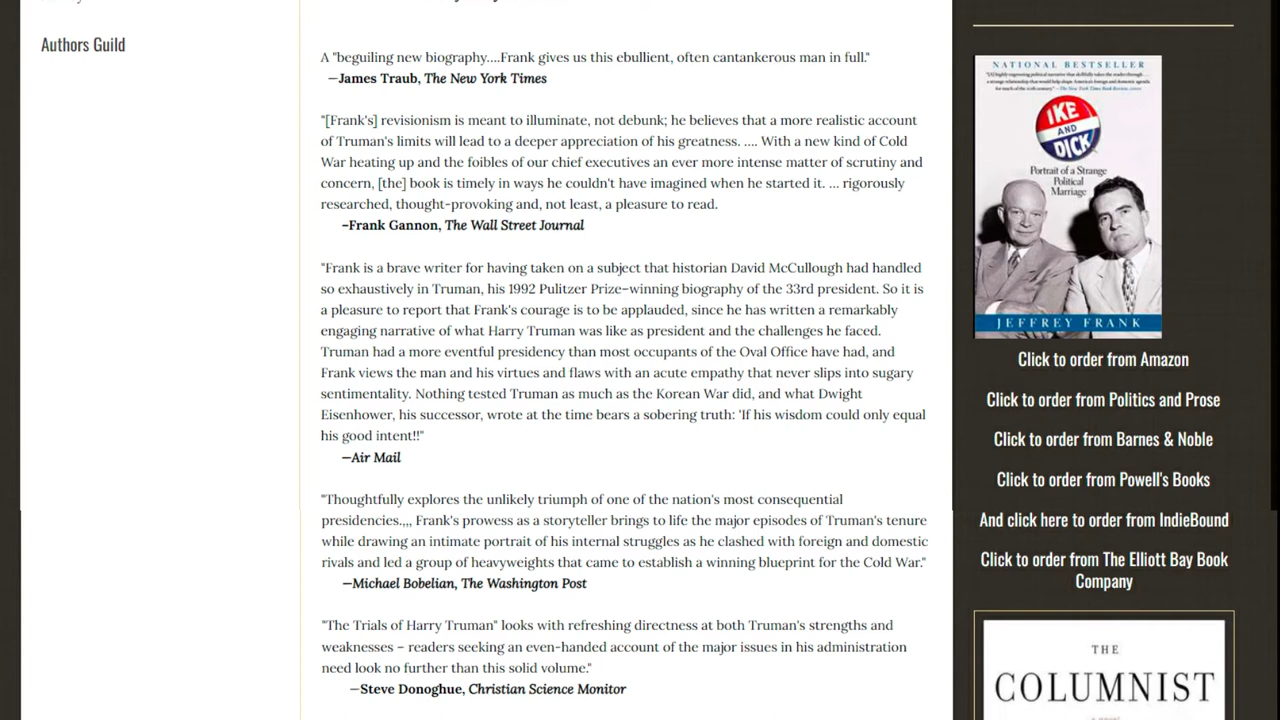 Authors Guild
A "beguiling new biography....Frank gives us this ebullient, often cantankerous man in full."
—James Traub, The New York Times
"[Frank's] revisionism is meant to illuminate, not debunk; he believes that a more realistic account
of Truman's limits will lead to a deeper appreciation of his greatness. .... With a new kind of Cold
War heating up and the foibles of our chief executives an ever more intense matter of scrutiny and
concern, [the] book is timely in ways he couldn't have imagined when he started it. ... rigorously
researched, thought-provoking and, not least, a pleasure to read.
–Frank Gannon, The Wall Street Journal
"Frank is a brave writer for having taken on a subject that historian David McCullough had handled
so exhaustively in Truman, his 1992 Pulitzer Prize–winning biography of the 33rd president. So it is
a pleasure to report that Frank's courage is to be applauded, since he has written a remarkably
engaging narrative of what Harry Truman was like as president and the challenges he faced.
Truman had a more eventful presidency than most occupants of the Oval Office have had, and
Frank views the man and his virtues and flaws with an acute empathy that never slips into sugary
sentimentality. Nothing tested Truman as much as the Korean War did, and what Dwight
Eisenhower, his successor, wrote at the time bears a sobering truth: 'If his wisdom could only equal
his good intent!!"
—Air Mail
"Thoughtfully explores the unlikely triumph of one of the nation's most consequential
presidencies.,,, Frank's prowess as a storyteller brings to life the major episodes of Truman's tenure
while drawing an intimate portrait of his internal struggles as he clashed with foreign and domestic
rivals and led a group of heavyweights that came to establish a winning blueprint for the Cold War."
—Michael Bobelian, The Washington Post
"The Trials of Harry Truman" looks with refreshing directness at both Truman's strengths and
weaknesses – readers seeking an even-handed account of the major issues in his administration
need look no further than this solid volume."
—Steve Donoghue, Christian Science Monitor
NATIONAL BESTSELLER
IKE
AND
DICK
Portrait of a Strange
Political
Marriage
JEFFREY FRANK
Click to order from Amazon
Click to order from Politics and Prose
Click to order from Barnes & Noble
Click to order from Powell's Books
And click here to order from IndieBound
Click to order from The Elliott Bay Book
Company
THE
COLUMNIST